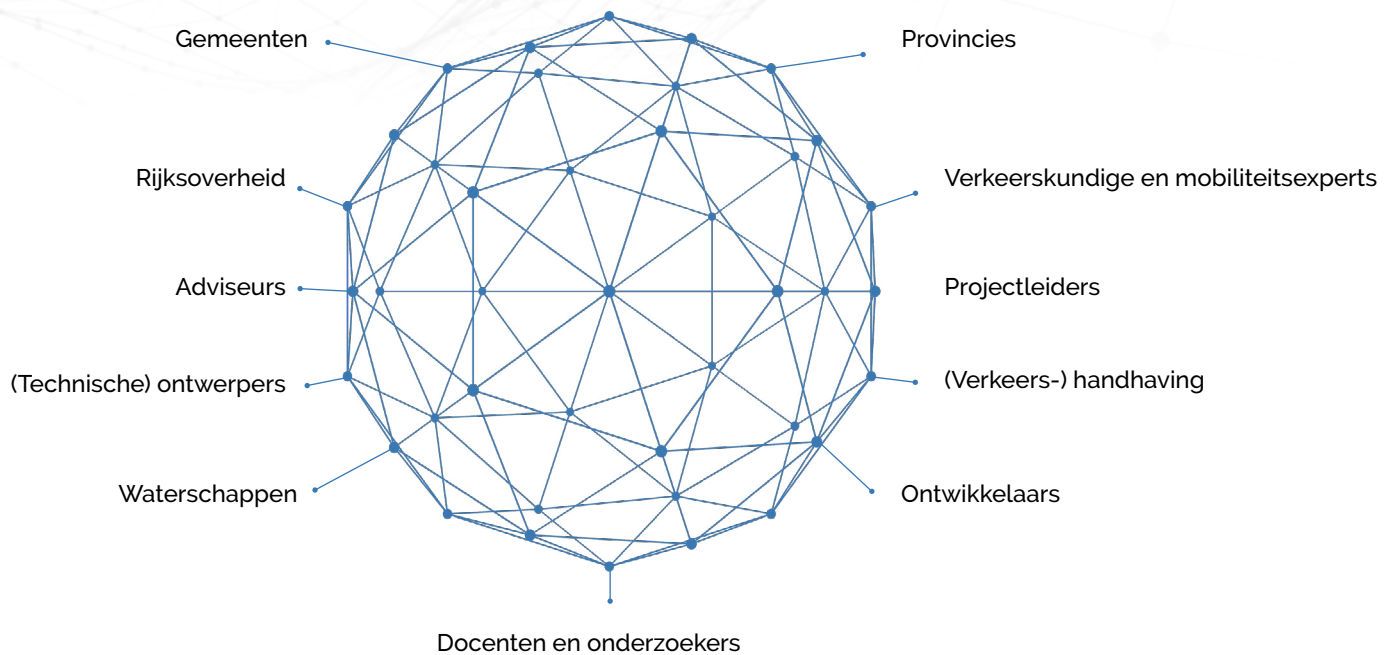 Gemeenten
Provincies
Rijksoverheid
Verkeerskundige en mobiliteitsexperts
Adviseurs
Projectleiders
(Technische) ontwerpers
(Verkeers-) handhaving
Waterschappen
Ontwikkelaars
Docenten en onderzoekers